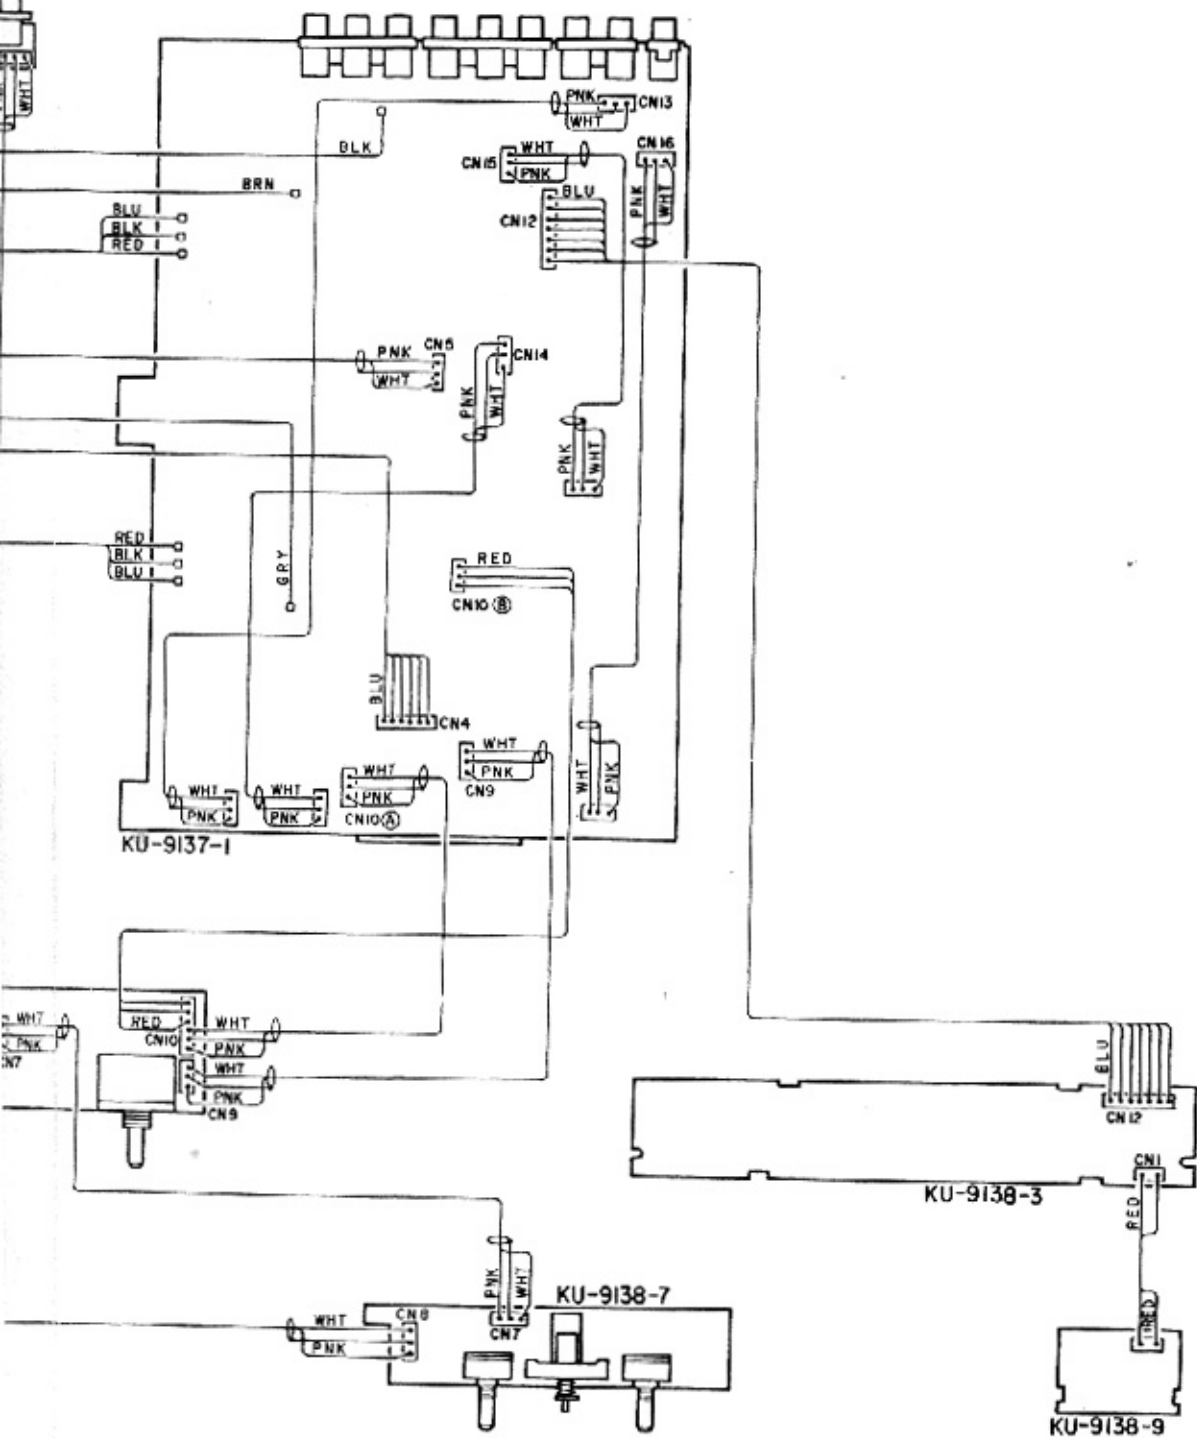 WHT
PNK CN13
WHT
BLK
CN15 WHT
PNK
CN16
PNK
WHT
BRN
BLU
CN12
BLU
BLK
RED
PNK CN5
WHT
CN14
PNK
WHT
PNK
WHT
RED
BLK
BLU
GRY
RED
CN10 Ⓑ
BLU
CN4
WHT
PNK
CN9
WHT
PNK
WHT
PNK
WHT
PNK
CN10Ⓐ
WHT
PNK
KU-9137-1
RED
CN10
WHT
PNK
WHT
PNK
CN9
WHT
PNK
CN7
BLU
CN12
CN1
KU-9138-3
RED
RED
KU-9138-9
PNK
WHT
KU-9138-7
CN8
CN7
WHT
PNK